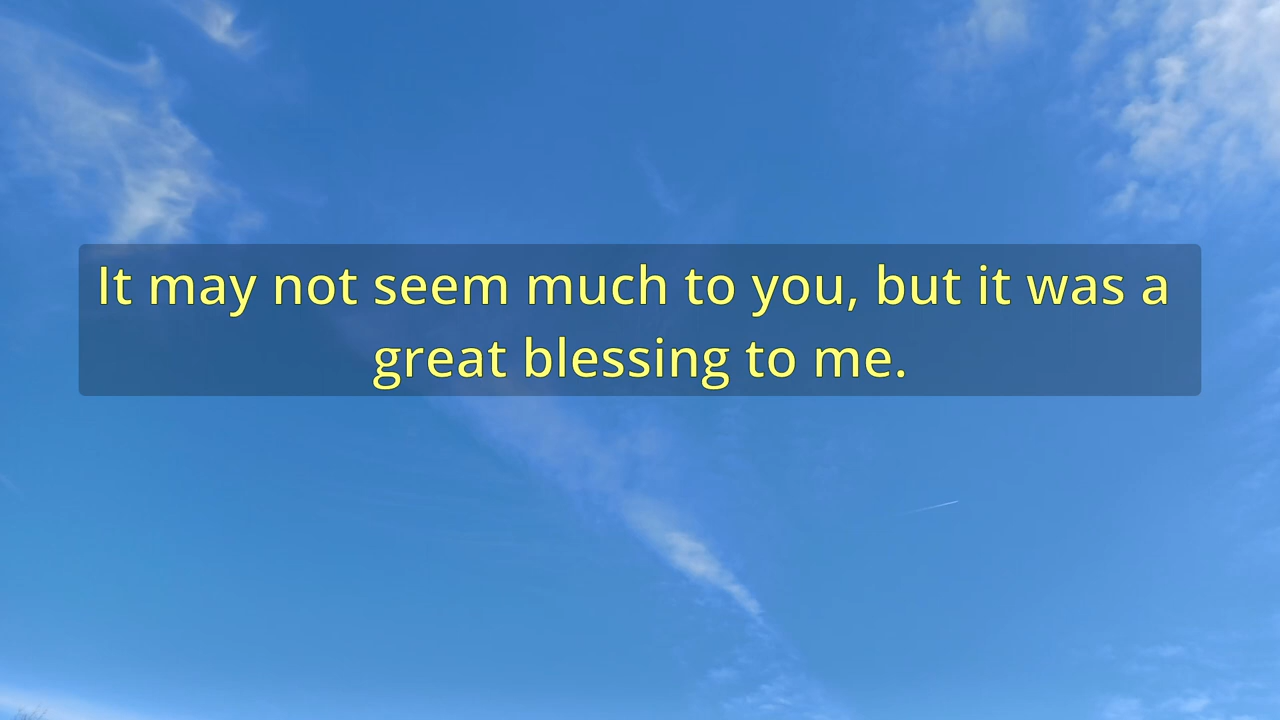 It may not seem much to you, but it was a
great blessing to me.